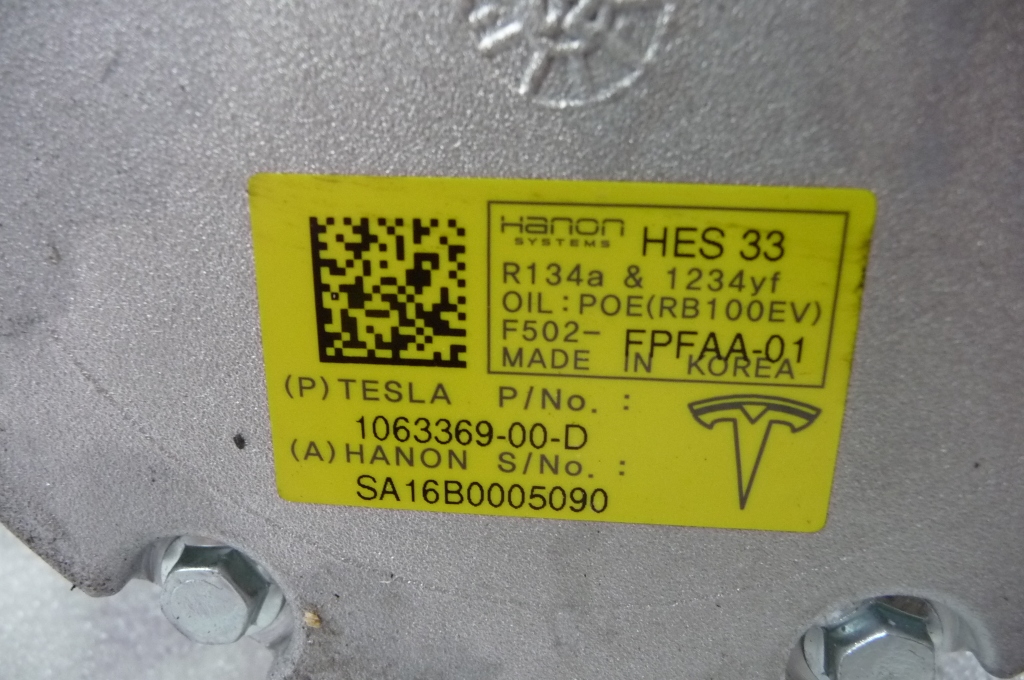 Hanon
SYSTEMS
HES 33
R134a & 1234yf
OIL:POE(RB100EV)
F502- FPFAA-01
MADE IN KOREA
(P) TESLA P/No. :
1063369-00-D
(A) HANON S/No. :
SA16B0005090